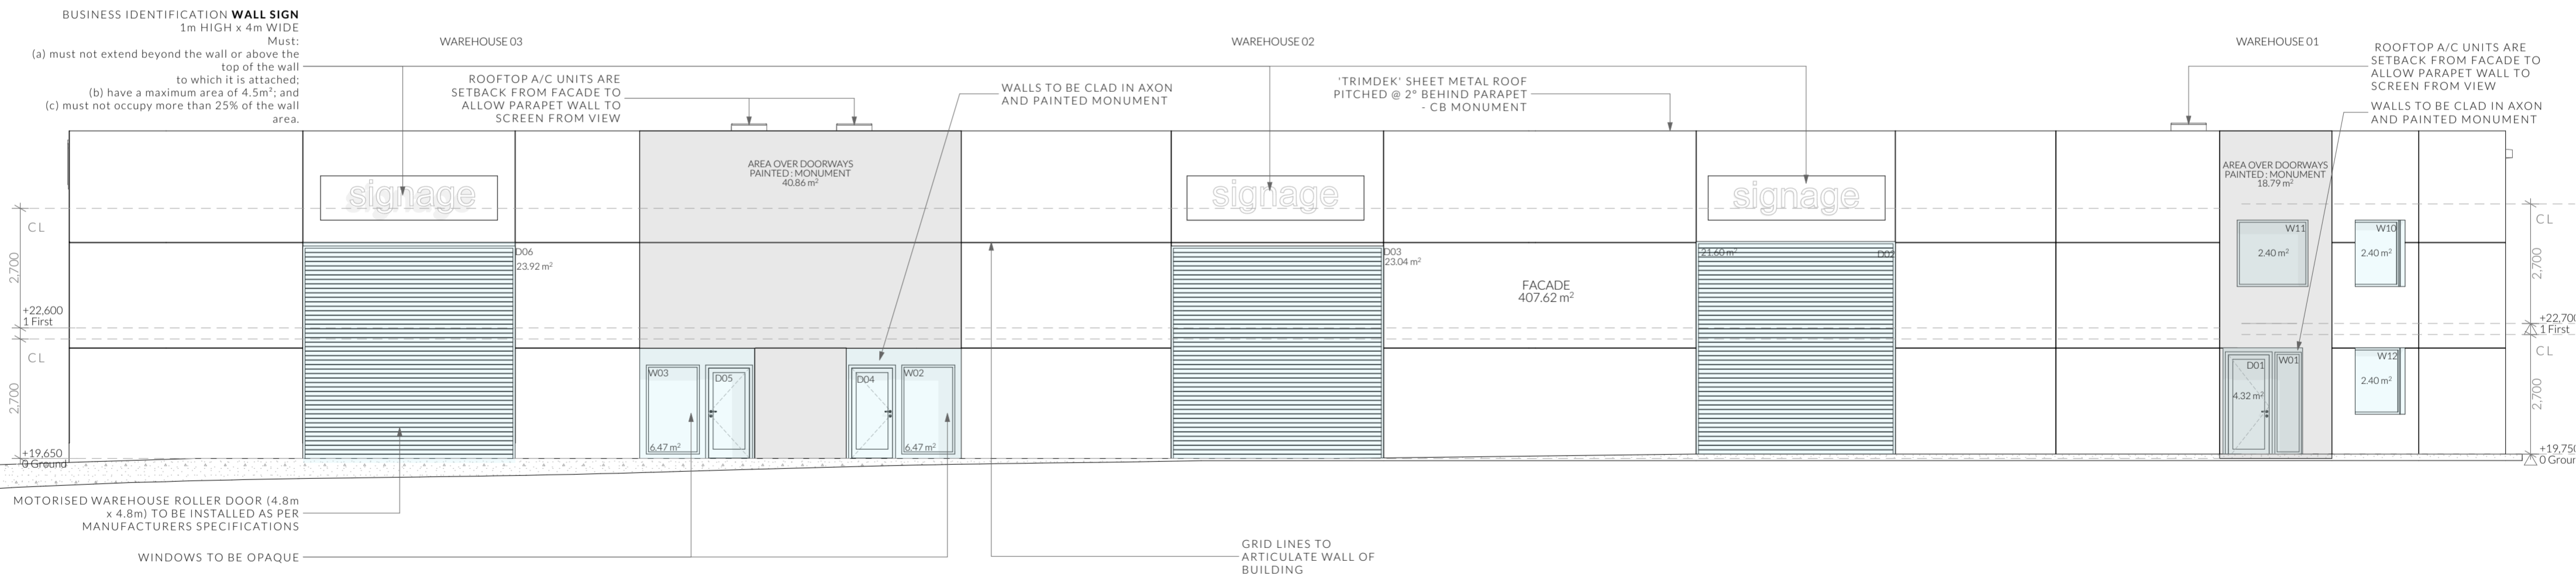 BUSINESS IDENTIFICATION WALL SIGN
1m HIGH x 4m WIDE
Must:
(a) must not extend beyond the wall or above the
top of the wall
to which it is attached;
(b) have a maximum area of 4.5m²; and
(c) must not occupy more than 25% of the wall
area.
WAREHOUSE 03
WAREHOUSE 02
WAREHOUSE 01
ROOFTOP A/C UNITS ARE
SETBACK FROM FACADE TO
ALLOW PARAPET WALL TO
SCREEN FROM VIEW
WALLS TO BE CLAD IN AXON
AND PAINTED MONUMENT
'TRIMDEK' SHEET METAL ROOF
PITCHED @ 2° BEHIND PARAPET
- CB MONUMENT
ROOFTOP A/C UNITS ARE
SETBACK FROM FACADE TO
ALLOW PARAPET WALL TO
SCREEN FROM VIEW
WALLS TO BE CLAD IN AXON
AND PAINTED MONUMENT
signage
AREA OVER DOORWAYS
PAINTED : MONUMENT
40.86 m²
signage
signage
AREA OVER DOORWAYS
PAINTED : MONUMENT
18.79 m²
CL
2,700
+22,600
1 First
CL
2,700
+19,650
0 Ground
D06
23.92 m²
W03
6.47 m²
D05
D04
W02
6.47 m²
D03
23.04 m²
FACADE
407.62 m²
21.60 m²
D02
W11
2.40 m²
W10
2.40 m²
D01
4.32 m²
W01
W12
2.40 m²
CL
2,700
+22,700
1 First
CL
2,700
+19,750
0 Groun
MOTORISED WAREHOUSE ROLLER DOOR (4.8m
x 4.8m) TO BE INSTALLED AS PER
MANUFACTURERS SPECIFICATIONS
WINDOWS TO BE OPAQUE
GRID LINES TO
ARTICULATE WALL OF
BUILDING